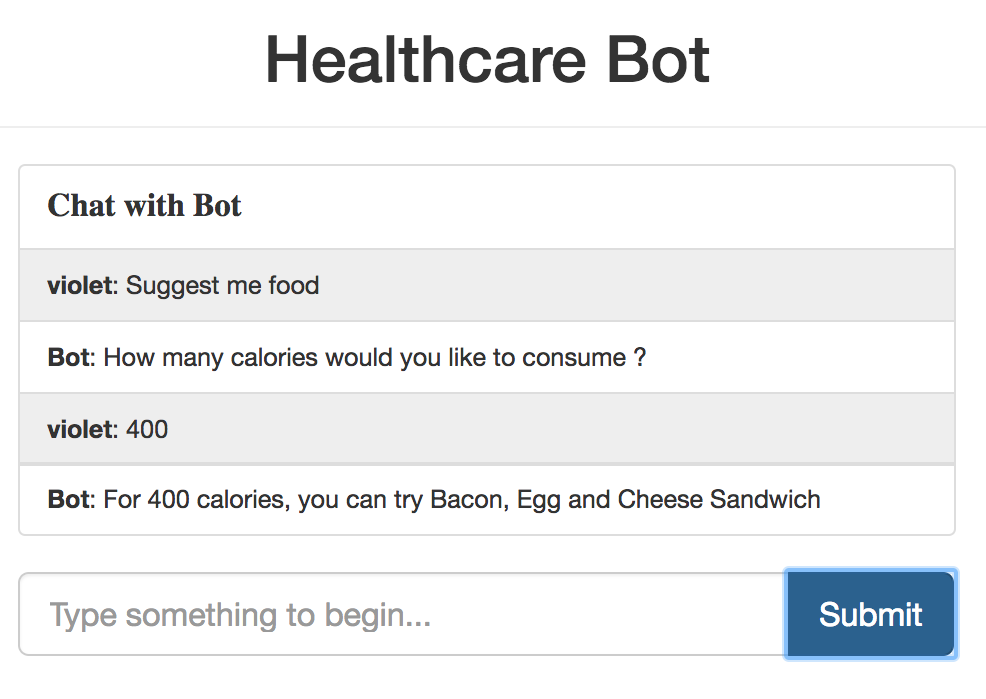 Healthcare Bot
Chat with Bot
violet: Suggest me food
Bot: How many calories would you like to consume ?
violet: 400
Bot: For 400 calories, you can try Bacon, Egg and Cheese Sandwich
Type something to begin...
Submit